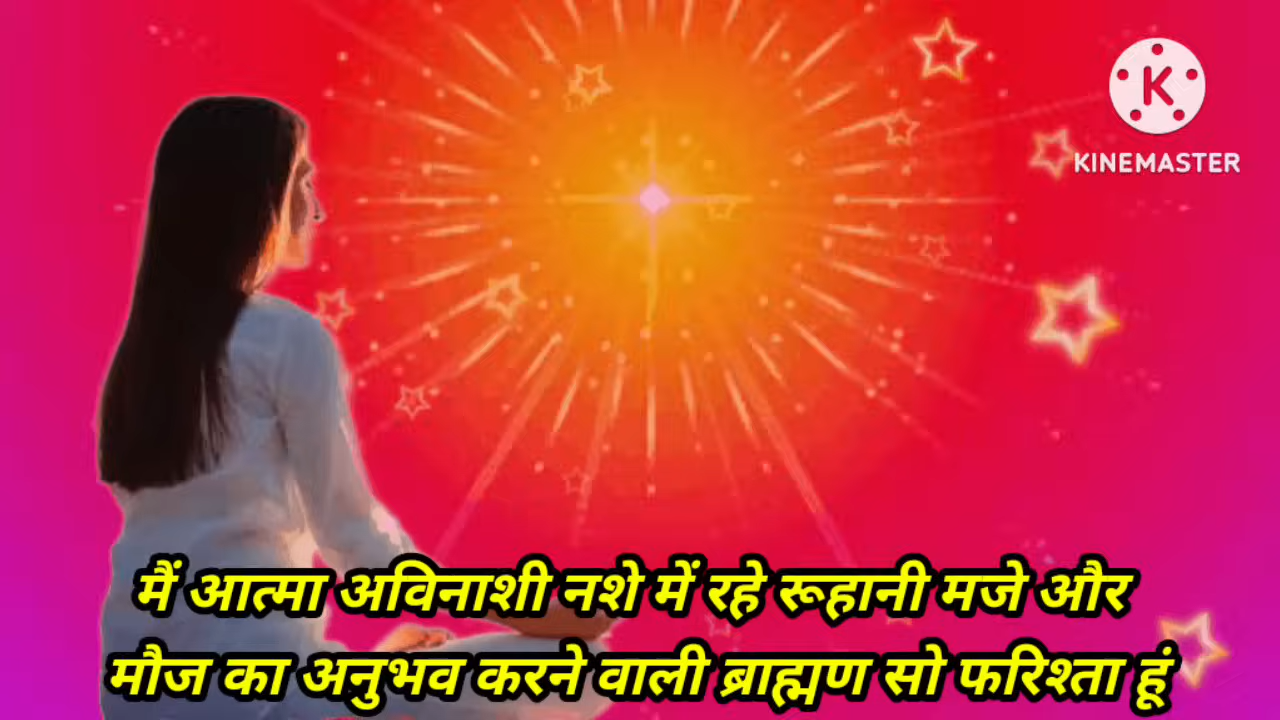 K
KINEMASTER
मैं आत्मा अविनाशी नशे में रहे रूहानी मजे और
मौज का अनुभव करने वाली ब्राह्मण सो फरिश्ता हूं